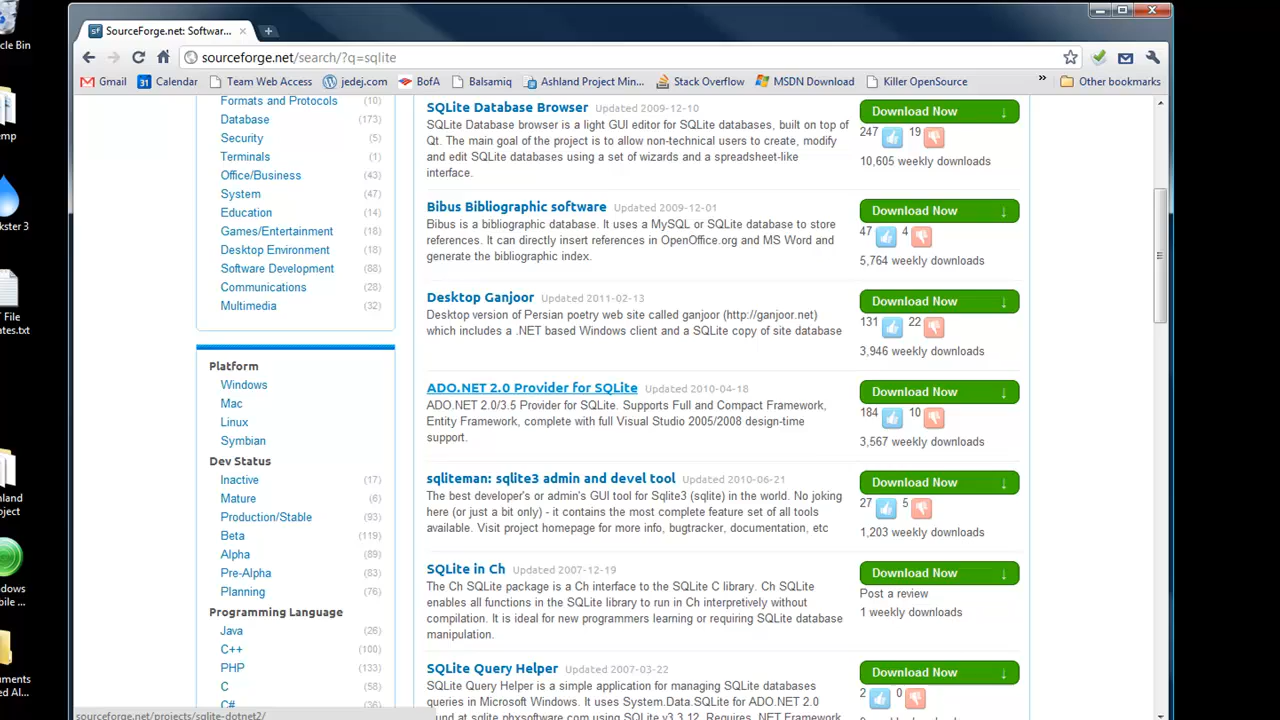 SourceForge.net: Softwar...
sourceforge.net/search/?q=sqlite
Gmail
31 Calendar
Team Web Access
jedej.com
BofA
Balsamiq
Ashland Project Min...
Stack Overflow
MSDN Download
Killer OpenSource
»
Other bookmarks
Formats and Protocols (10)
Database (173)
Security (5)
Terminals (1)
Office/Business (43)
System (47)
Education (14)
Games/Entertainment (18)
Desktop Environment (18)
Software Development (88)
Communications (28)
Multimedia (32)
Platform
Windows
Mac
Linux
Symbian
Dev Status
Inactive (17)
Mature (6)
Production/Stable (93)
Beta (119)
Alpha (89)
Pre-Alpha (83)
Planning (76)
Programming Language
Java (26)
C++ (100)
PHP (133)
C (58)
C#
sourceforge.net/projects/sqlite-dotnet2/
SQLite Database Browser Updated 2009-12-10
SQLite Database browser is a light GUI editor for SQLite databases, built on top of
Qt. The main goal of the project is to allow non-technical users to create, modify
and edit SQLite databases using a set of wizards and a spreadsheet-like
interface.
Download Now ↓
247 19
10,605 weekly downloads
Bibus Bibliographic software Updated 2009-12-01
Bibus is a bibliographic database. It uses a MySQL or SQLite database to store
references. It can directly insert references in OpenOffice.org and MS Word and
generate the bibliographic index.
Download Now ↓
47 4
5,764 weekly downloads
Desktop Ganjoor Updated 2011-02-13
Desktop version of Persian poetry web site called ganjoor (http://ganjoor.net)
which includes a .NET based Windows client and a SQLite copy of site database
Download Now ↓
131 22
3,946 weekly downloads
ADO.NET 2.0 Provider for SQLite Updated 2010-04-18
ADO.NET 2.0/3.5 Provider for SQLite. Supports Full and Compact Framework,
Entity Framework, complete with full Visual Studio 2005/2008 design-time
support.
Download Now ↓
184 10
3,567 weekly downloads
sqliteman: sqlite3 admin and devel tool Updated 2010-06-21
The best developer's or admin's GUI tool for Sqlite3 (sqlite) in the world. No joking
here (or just a bit only) - it contains the most complete feature set of all tools
available. Visit project homepage for more info, bugtracker, documentation, etc
Download Now ↓
27 5
1,203 weekly downloads
SQLite in Ch Updated 2007-12-19
The Ch SQLite package is a Ch interface to the SQLite C library. Ch SQLite
enables all functions in the SQLite library to run in Ch interpretively without
compilation. It is ideal for new programmers learning or requiring SQLite database
manipulation.
Download Now ↓
Post a review
1 weekly downloads
SQLite Query Helper Updated 2007-03-22
SQLite Query Helper is a simple application for managing SQLite databases
queries in Microsoft Windows. It uses System.Data.SQLite for ADO.NET 2.0
found at sqlite.phxsoftware.com using SQLite v3.3.12. Requires .NET Framework
Download Now ↓
2 0